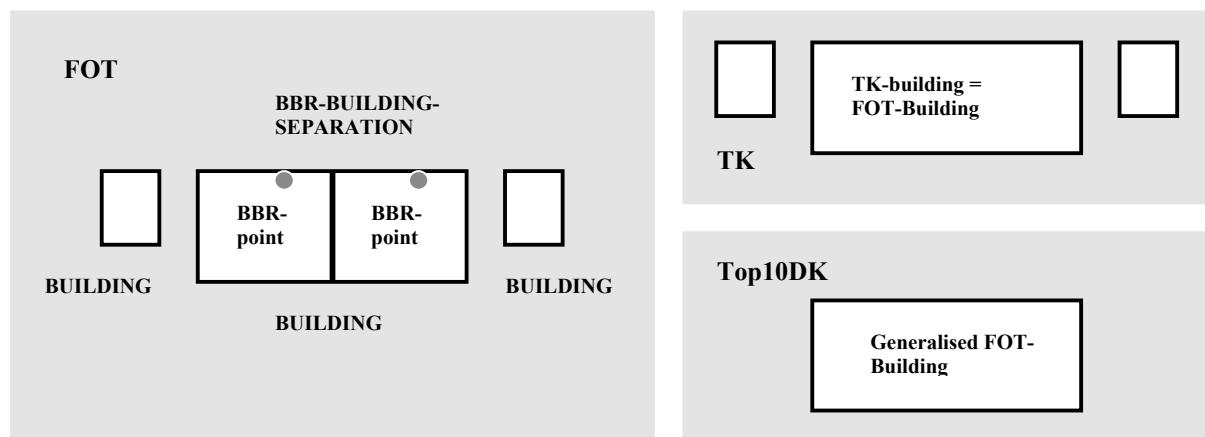 FOT
BBR-BUILDING-
SEPARATION
BBR-
point
BBR-
point
BUILDING
BUILDING
BUILDING
TK-building =
FOT-Building
TK
Top10DK
Generalised FOT-
Building